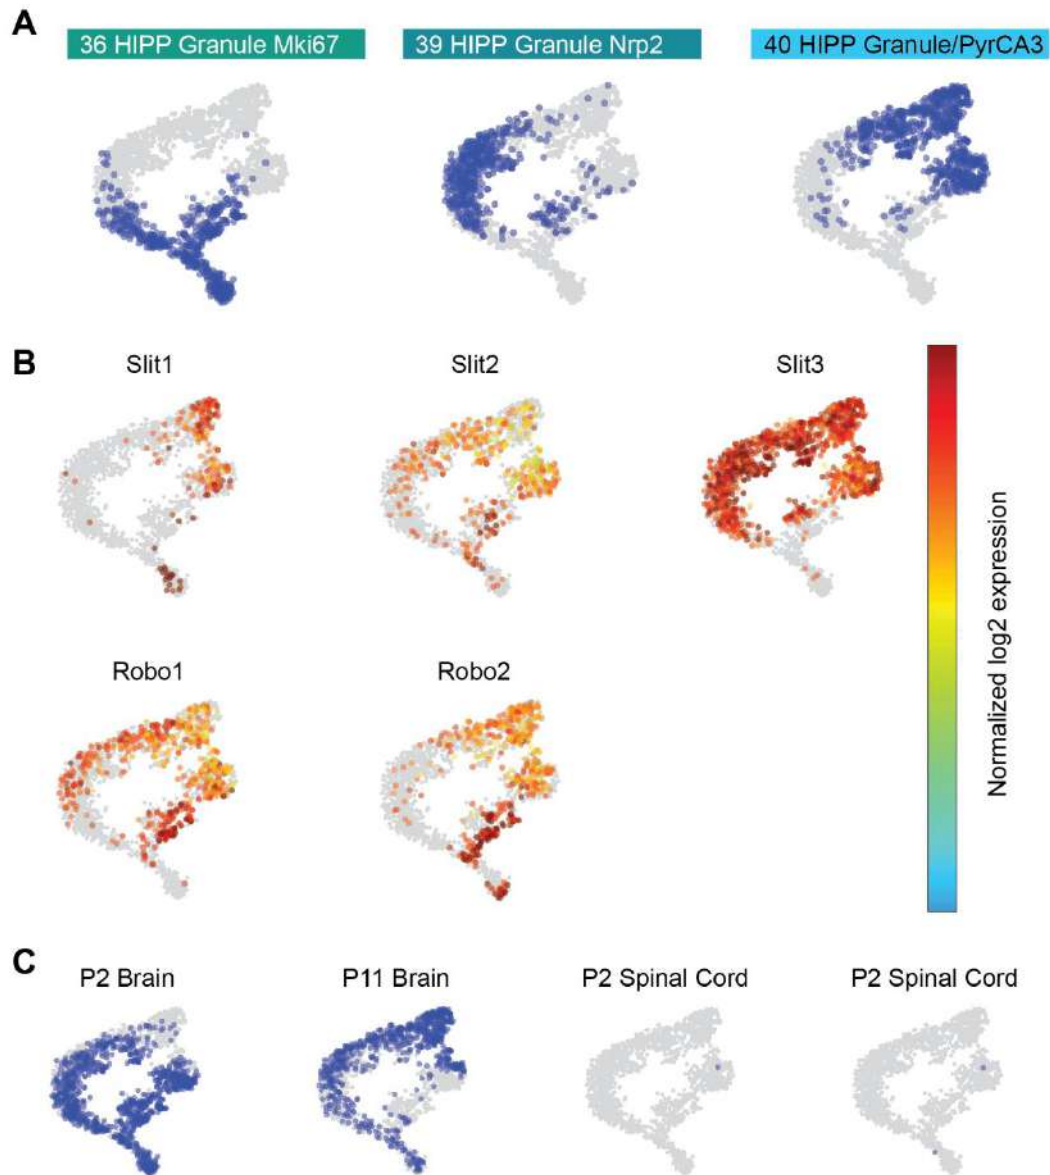 A
36 HIPP Granule Mki67
39 HIPP Granule Nrp2
40 HIPP Granule/PyrCA3
B
Slit1
Slit2
Slit3
Robo1
Robo2
Normalized log2 expression
C
P2 Brain
P11 Brain
P2 Spinal Cord
P2 Spinal Cord